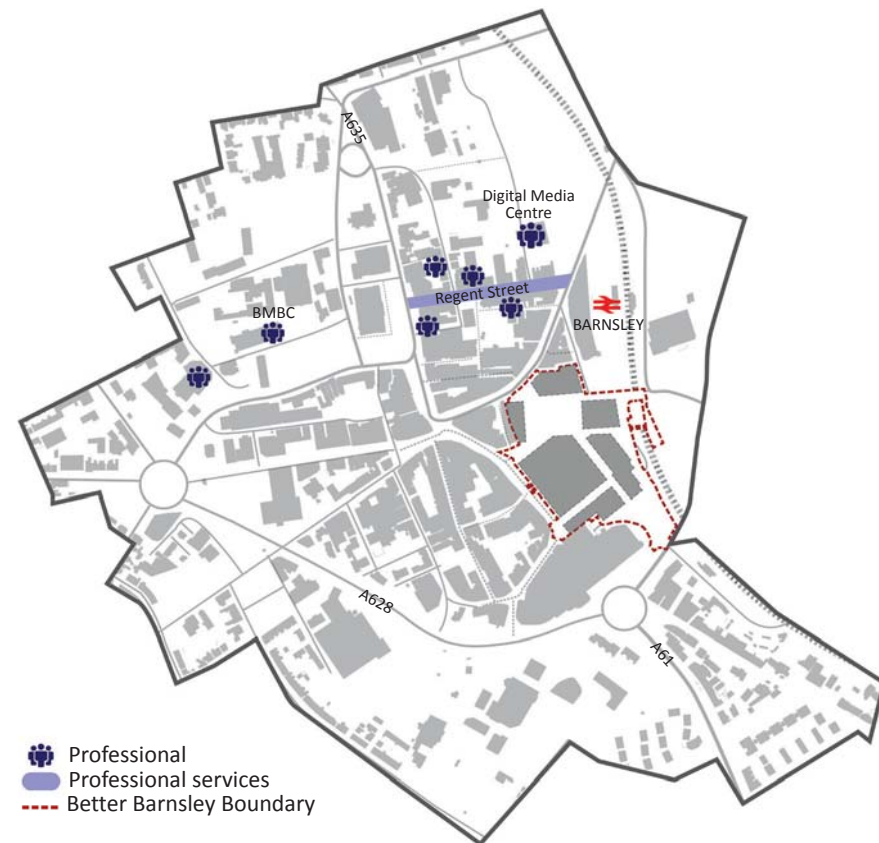 A635
Digital Media
Centre
Regent Street
BMBC
BARNSLEY
A628
A61
Professional
Professional services
Better Barnsley Boundary